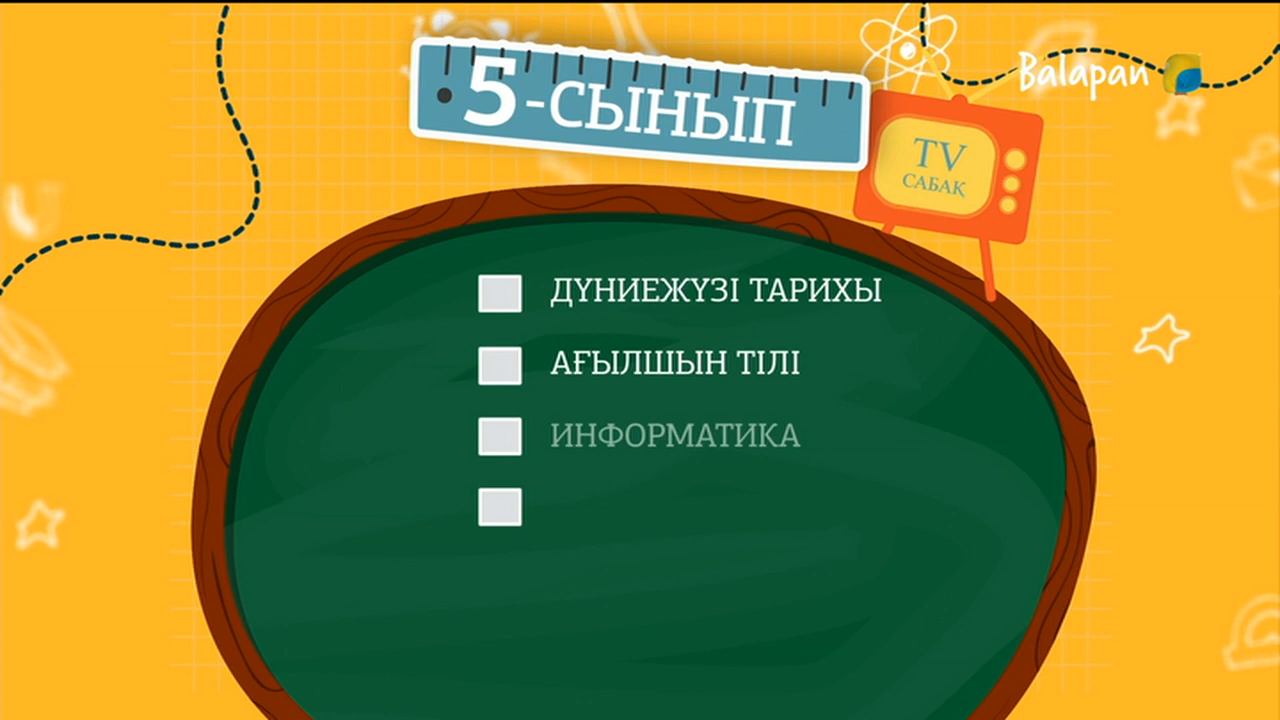 5-СЫНЫП
Balapan
TV
САБАҚ
ДҮНИЕЖҮЗІ ТАРИХЫ
АҒЫЛШЫН ТІЛІ
ИНФОРМАТИКА